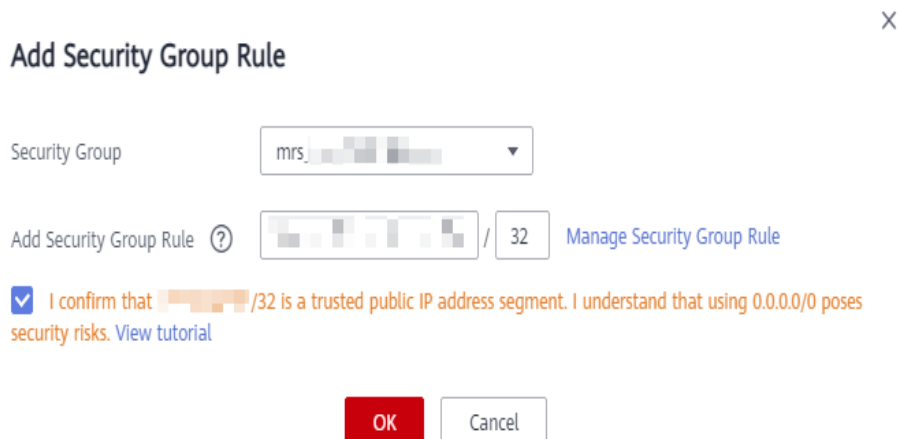 X
Add Security Group Rule
Security Group mrs_
Add Security Group Rule ? / 32 Manage Security Group Rule
I confirm that /32 is a trusted public IP address segment. I understand that using 0.0.0.0/0 poses
security risks. View tutorial
OK Cancel